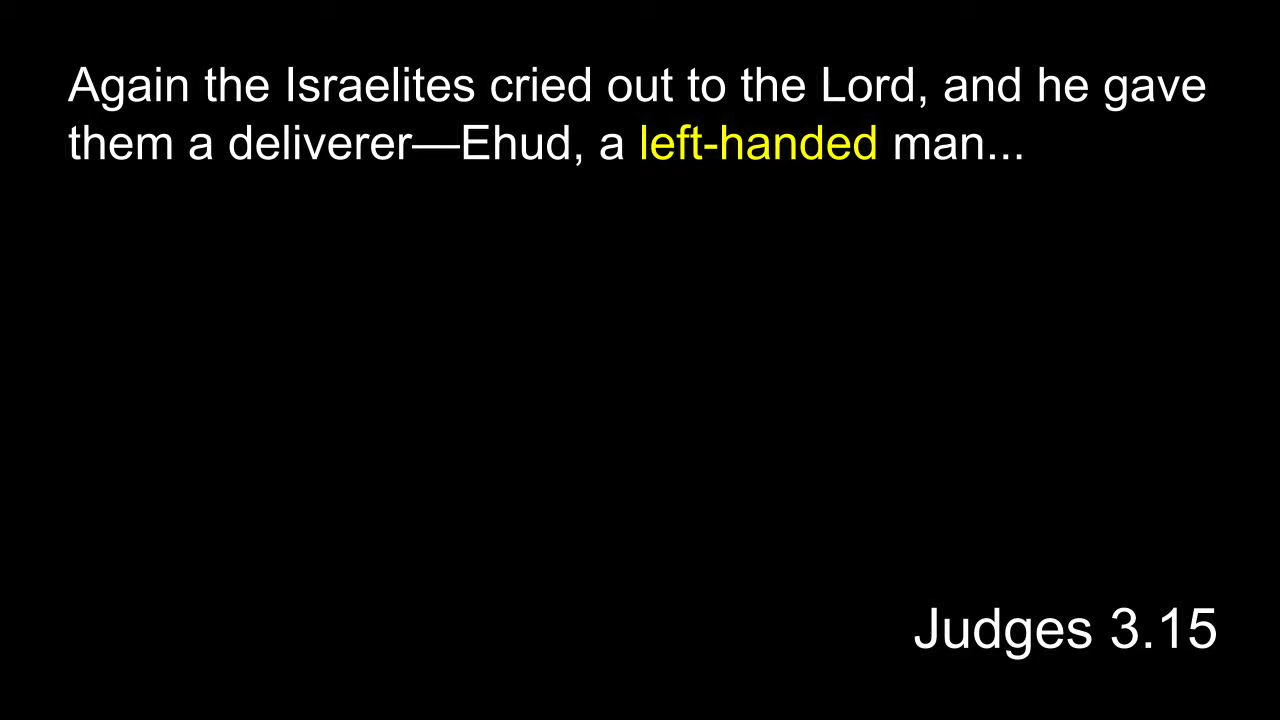 Again the Israelites cried out to the Lord, and he gave
them a deliverer—Ehud, a left-handed man...
Judges 3.15